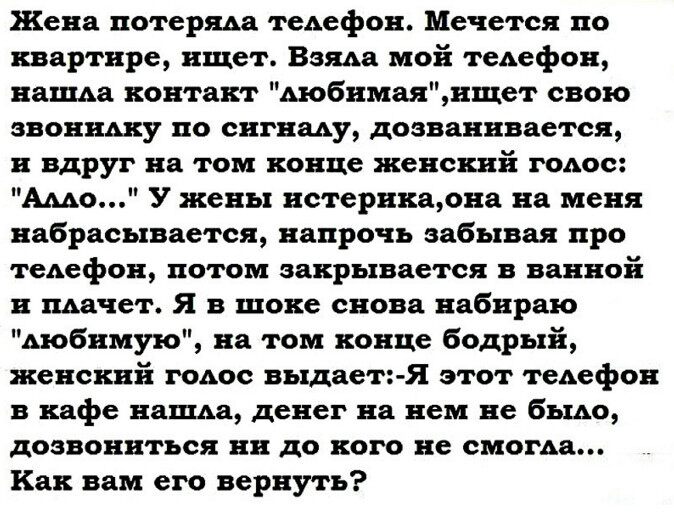 Жена потеряла телефон. Мечется по
квартире, ищет. Взяла мой телефон,
нашла контакт "любимая",ищет свою
звонилку по сигналу, дозванивается,
и вдруг на том конце женский голос:
"Алло..." У жены истерика,она на меня
набрасывается, напрочь забывая про
телефон, потом закрывается в ванной
и плачет. Я в шоке снова набираю
"любимую", на том конце бодрый,
женский голос выдает:-Я этот телефон
в кафе нашла, денег на нем не было,
дозвониться ни до кого не смогла...
Как вам его вернуть?